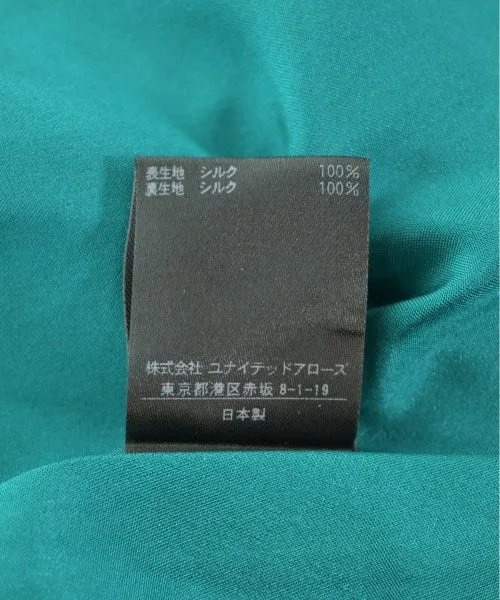 表生地 シルク 100%
裏生地 シルク 100%
株式会社 ユナイテッドアローズ
東京都港区赤坂 8-1-19
日本製